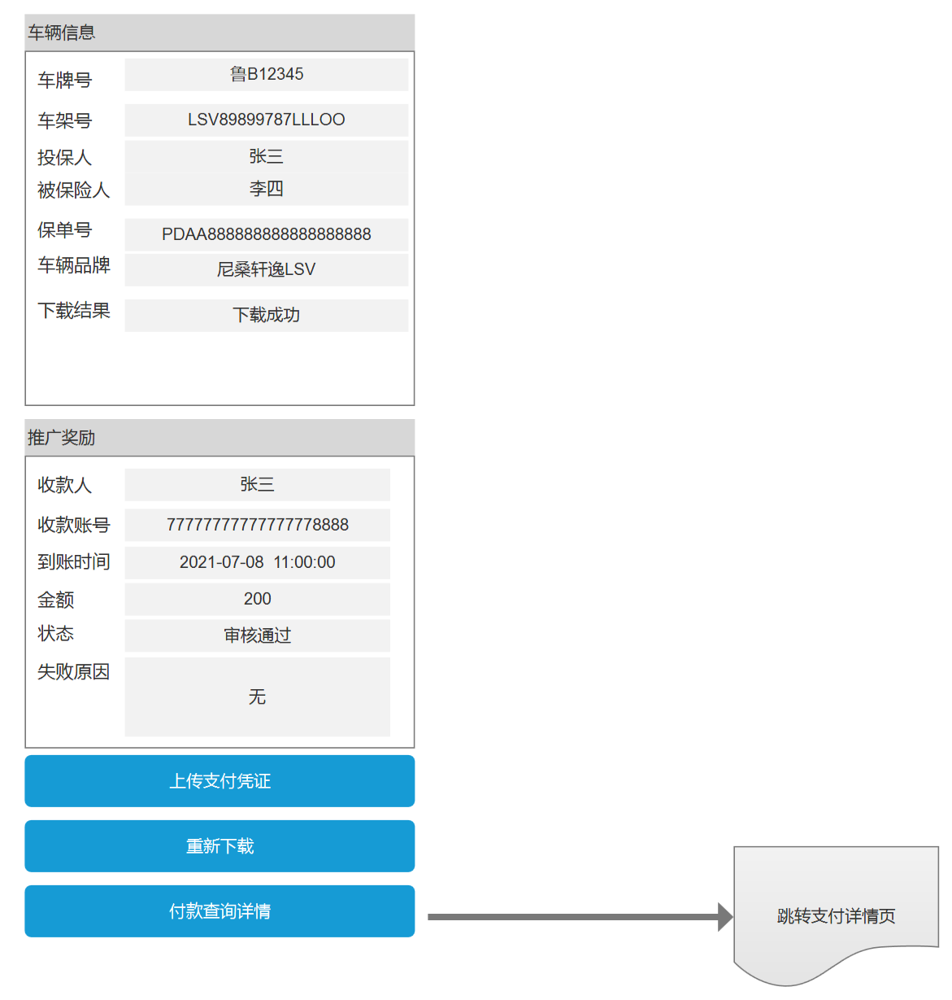 车辆信息
车牌号 鲁B12345
车架号 LSV89899787LLLOO
投保人 张三
被保险人 李四
保单号 PDAA888888888888888888
车辆品牌 尼桑轩逸LSV
下载结果 下载成功
推广奖励
收款人 张三
收款账号 77777777777777778888
到账时间 2021-07-08 11:00:00
金额 200
状态 审核通过
失败原因 无
上传支付凭证
重新下载
付款查询详情
跳转支付详情页